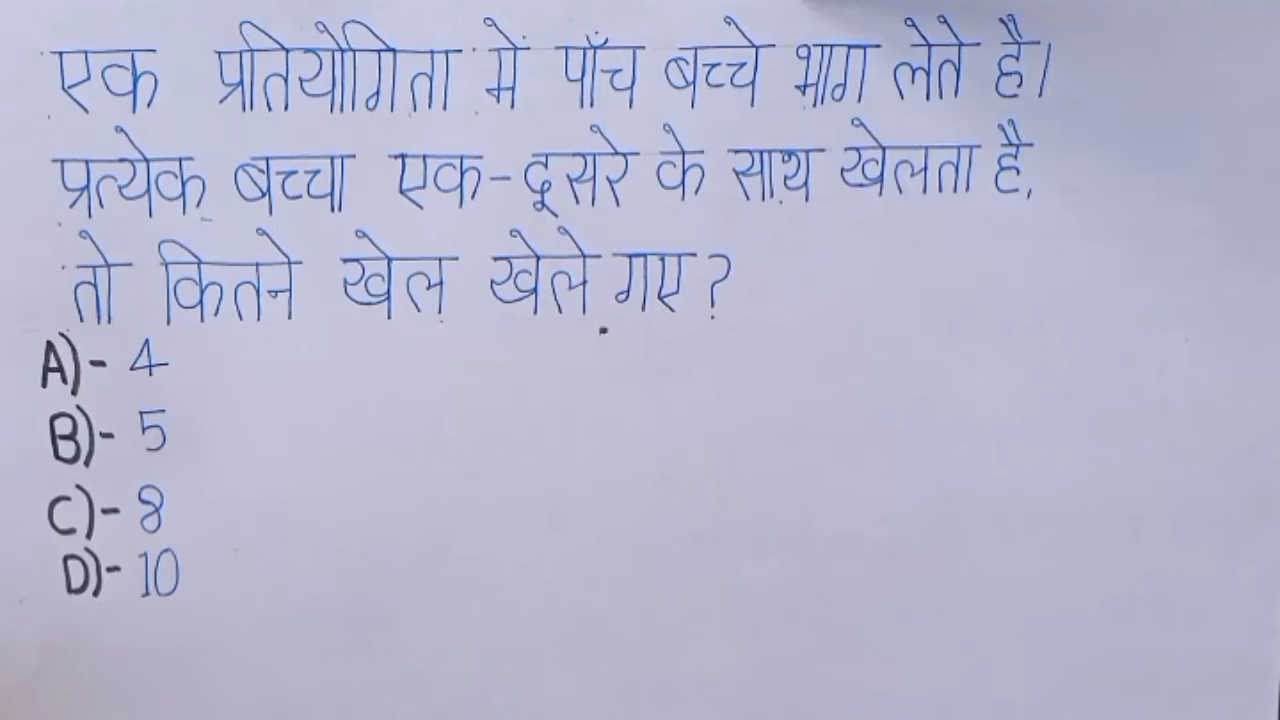 एक प्रतियोगिता में पाँच बच्चे भाग लेते है।
प्रत्येक बच्चा एक-दूसरे के साथ खेलता है,
तो कितने खेल खेले गए?
A)- 4
B)- 5
C)- 8
D)- 10